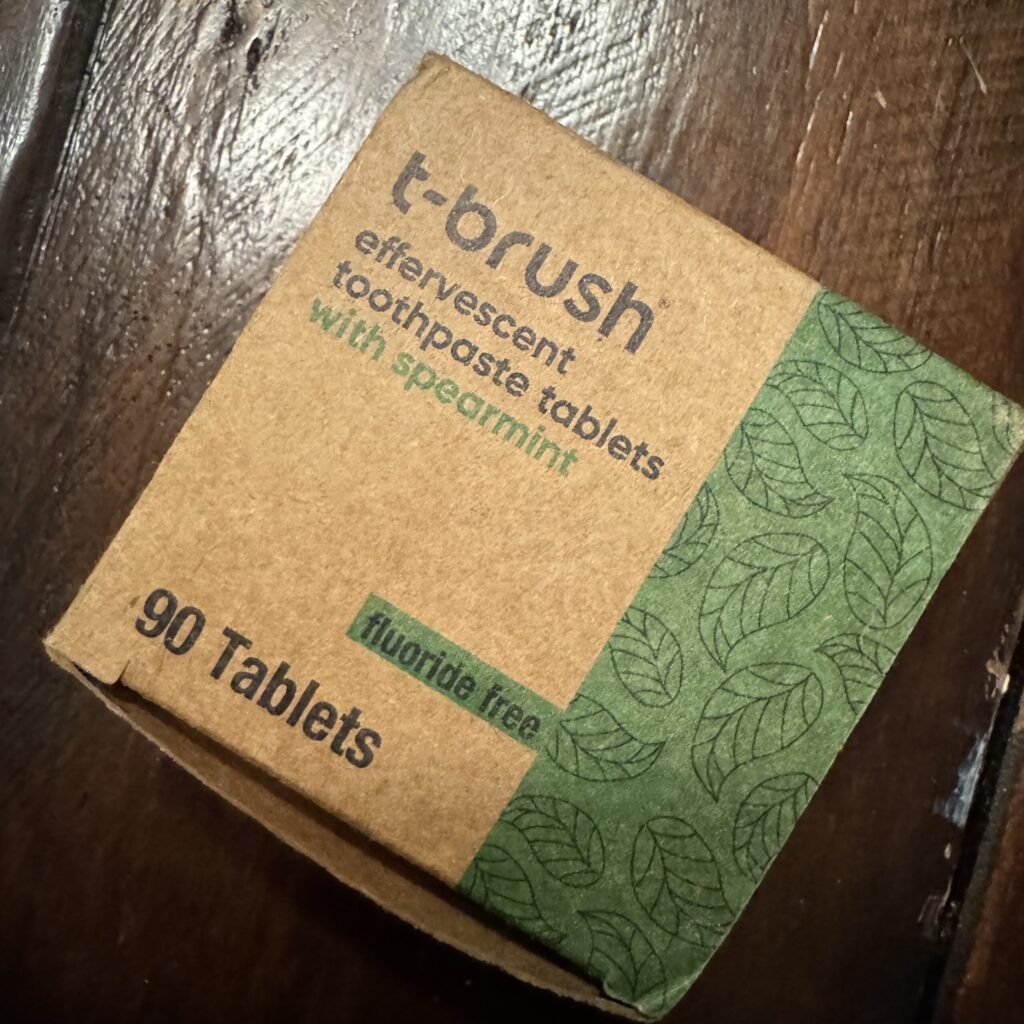 t-brush®
effervescent
toothpaste tablets
with spearmint
fluoride free
90 Tablets